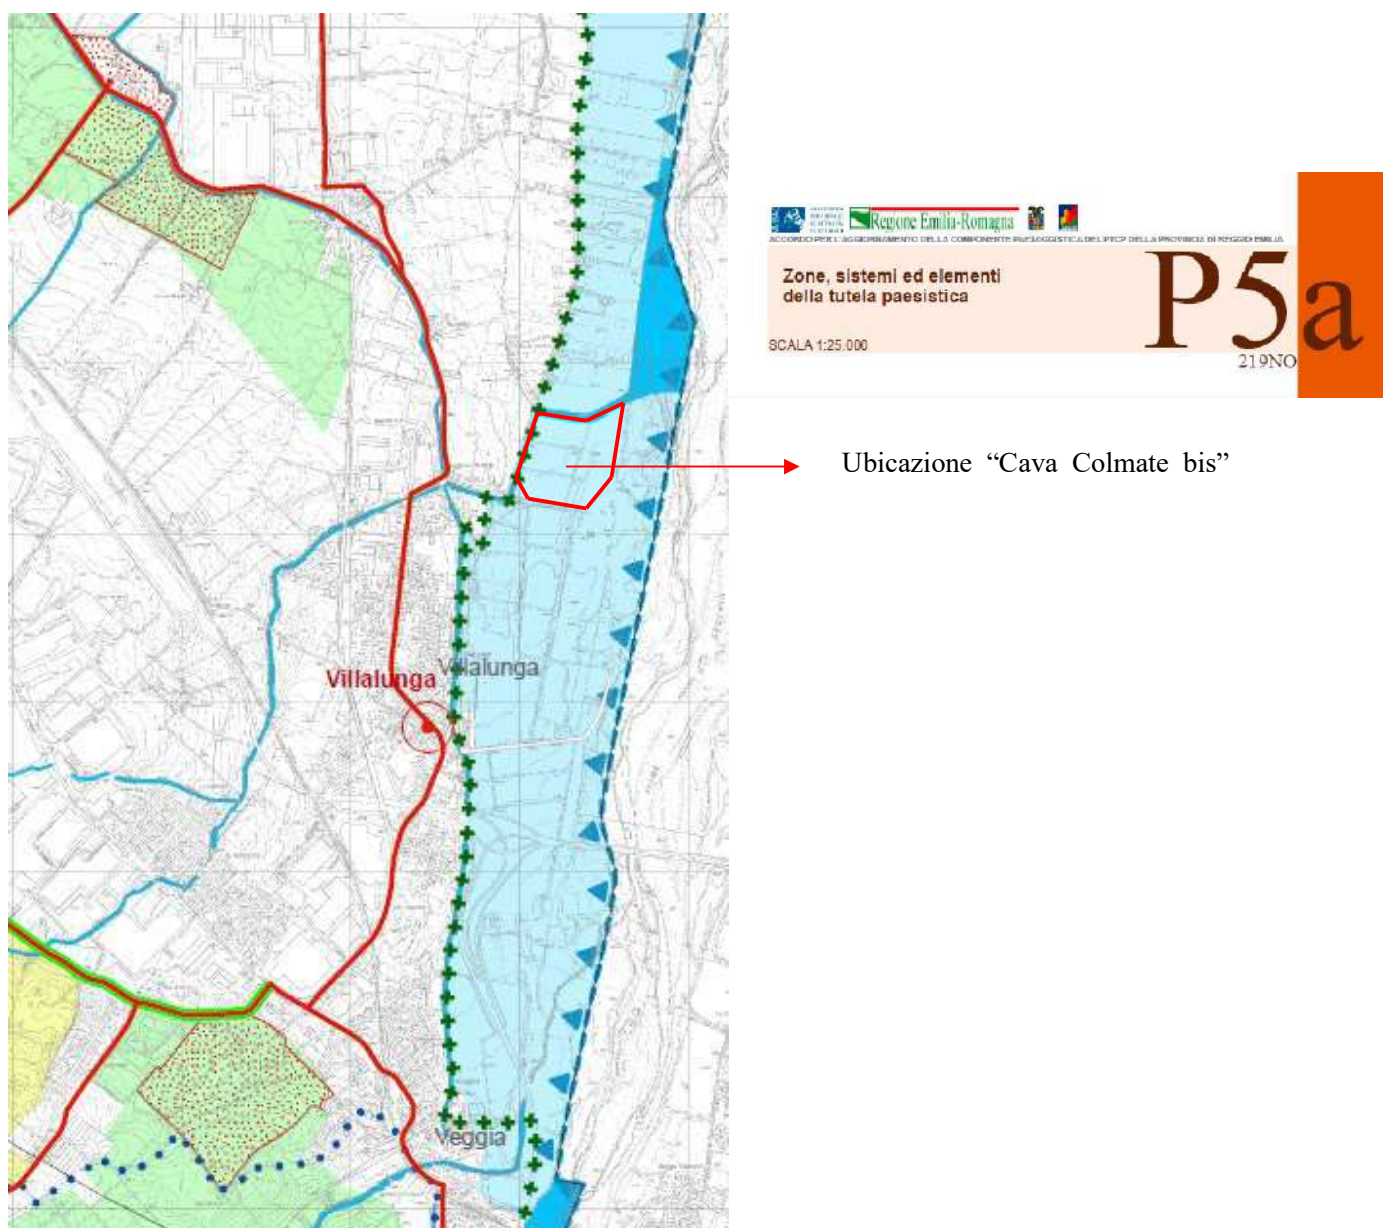 Regione Emilia-Romagna
ACCORDO PER L'AGGIORNAMENTO DELLA COMPONENTE PAESAGGISTICA DEL PTCP DELLA PROVINCIA DI REGGIO EMILIA
Zone, sistemi ed elementi
della tutela paesistica
P5a
SCALA 1:25.000
219NO
Ubicazione “Cava Colmate bis”
Villalunga
Villalunga
Veggia